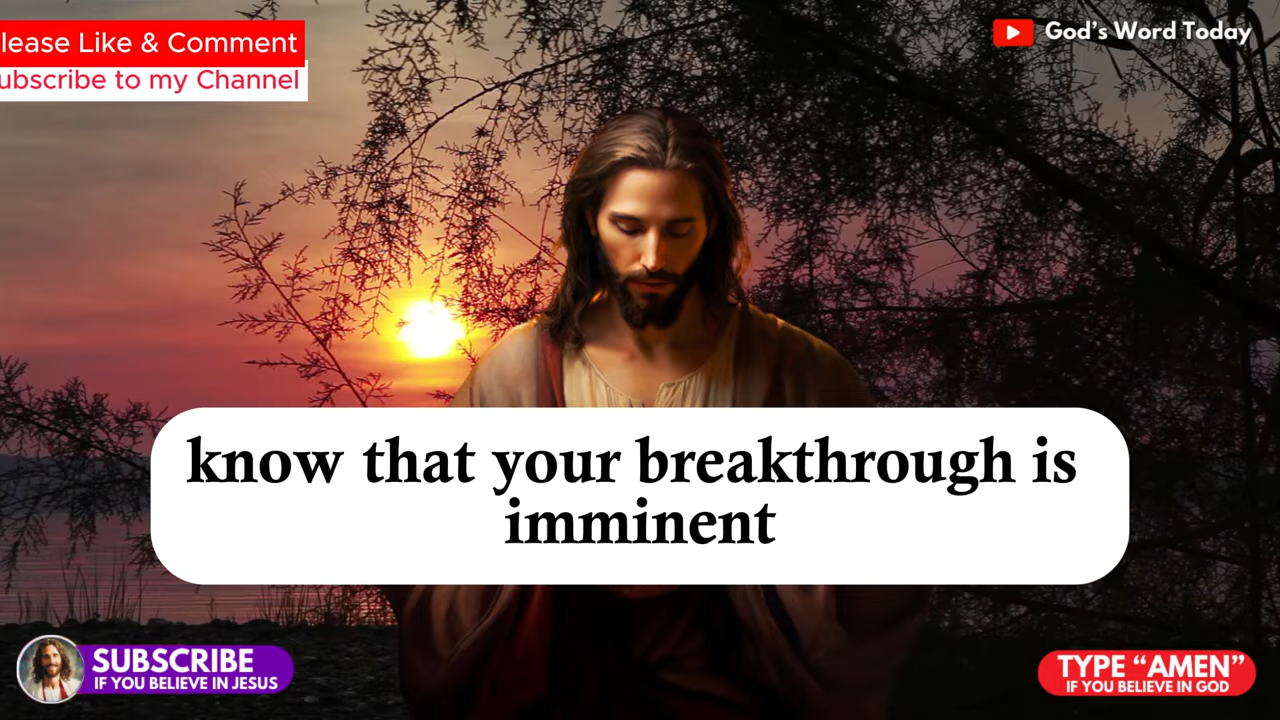 lease Like & Comment
ubscribe to my Channel
God's Word Today
know that your breakthrough is
imminent
SUBSCRIBE
IF YOU BELIEVE IN JESUS
TYPE “AMEN”
IF YOU BELIEVE IN GOD